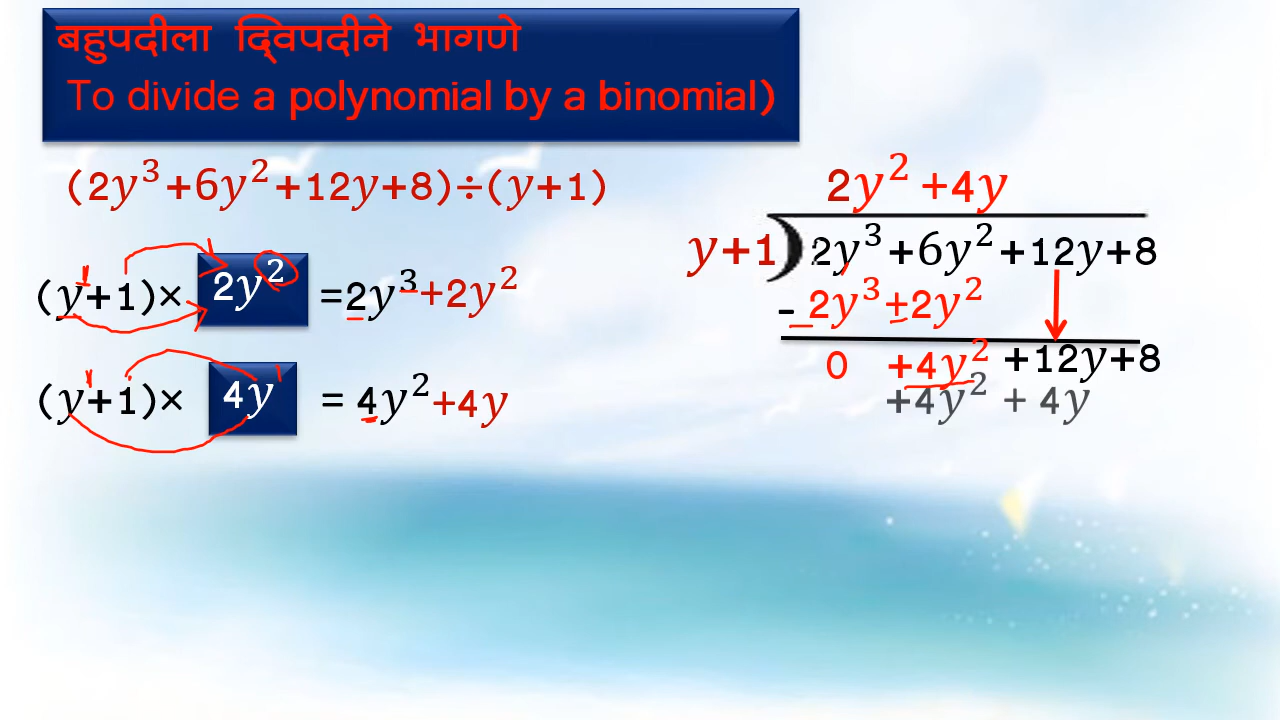 बहुपदीला द्विपदीने भागणे
To divide a polynomial by a binomial)
(2y³+6y²+12y+8)÷(y+1)
(y+1)× 2y² =2y³+2y²
(y+1)× 4y = 4y²+4y
2y² +4y
y+1)2y³+6y²+12y+8
- 2y³±2y²
0 +4y² +12y+8
+4y² + 4y